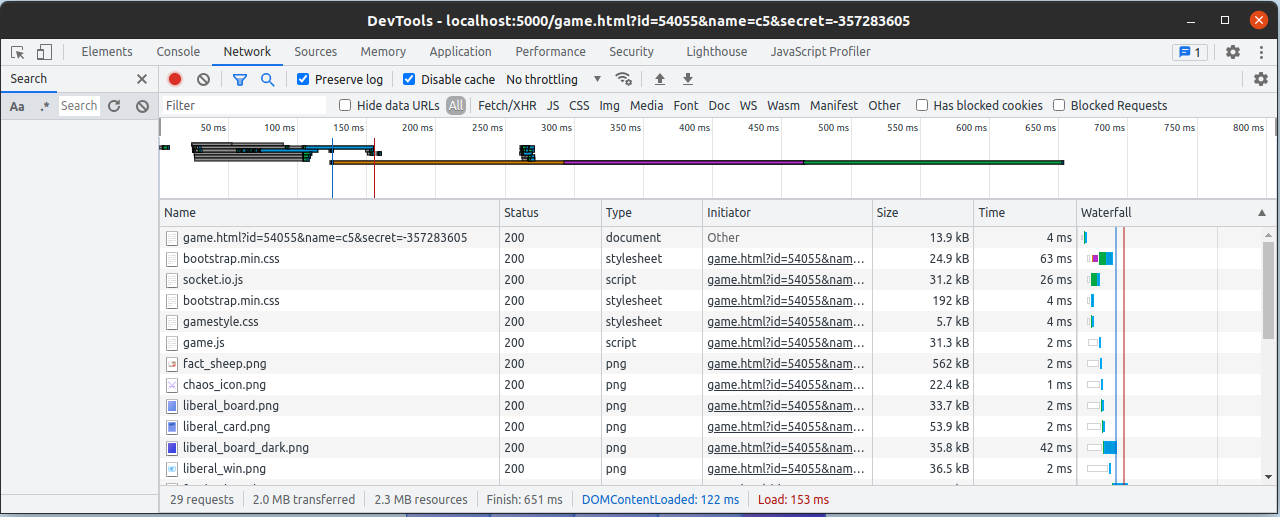 DevTools - localhost:5000/game.html?id=54055&name=c5&secret=-357283605
Elements Console Network Sources Memory Application Performance Security Lighthouse JavaScript Profiler 1
Search
Preserve log Disable cache No throttling
Aa .* Search
Filter Hide data URLs All Fetch/XHR JS CSS Img Media Font Doc WS Wasm Manifest Other Has blocked cookies Blocked Requests
50 ms 100 ms 150 ms 200 ms 250 ms 300 ms 350 ms 400 ms 450 ms 500 ms 550 ms 600 ms 650 ms 700 ms 750 ms 800 ms
Name Status Type Initiator Size Time Waterfall
game.html?id=54055&name=c5&secret=-357283605 200 document Other 13.9 kB 4 ms
bootstrap.min.css 200 stylesheet game.html?id=54055&nam... 24.9 kB 63 ms
socket.io.js 200 script game.html?id=54055&nam... 31.2 kB 26 ms
bootstrap.min.css 200 stylesheet game.html?id=54055&nam... 192 kB 4 ms
gamestyle.css 200 stylesheet game.html?id=54055&nam... 5.7 kB 4 ms
game.js 200 script game.html?id=54055&nam... 31.3 kB 2 ms
fact_sheep.png 200 png game.html?id=54055&nam... 562 kB 2 ms
chaos_icon.png 200 png game.html?id=54055&nam... 22.4 kB 1 ms
liberal_board.png 200 png game.html?id=54055&nam... 33.7 kB 2 ms
liberal_card.png 200 png game.html?id=54055&nam... 53.9 kB 2 ms
liberal_board_dark.png 200 png game.html?id=54055&nam... 35.8 kB 42 ms
liberal_win.png 200 png game.html?id=54055&nam... 36.5 kB 2 ms
29 requests 2.0 MB transferred 2.3 MB resources Finish: 651 ms DOMContentLoaded: 122 ms Load: 153 ms